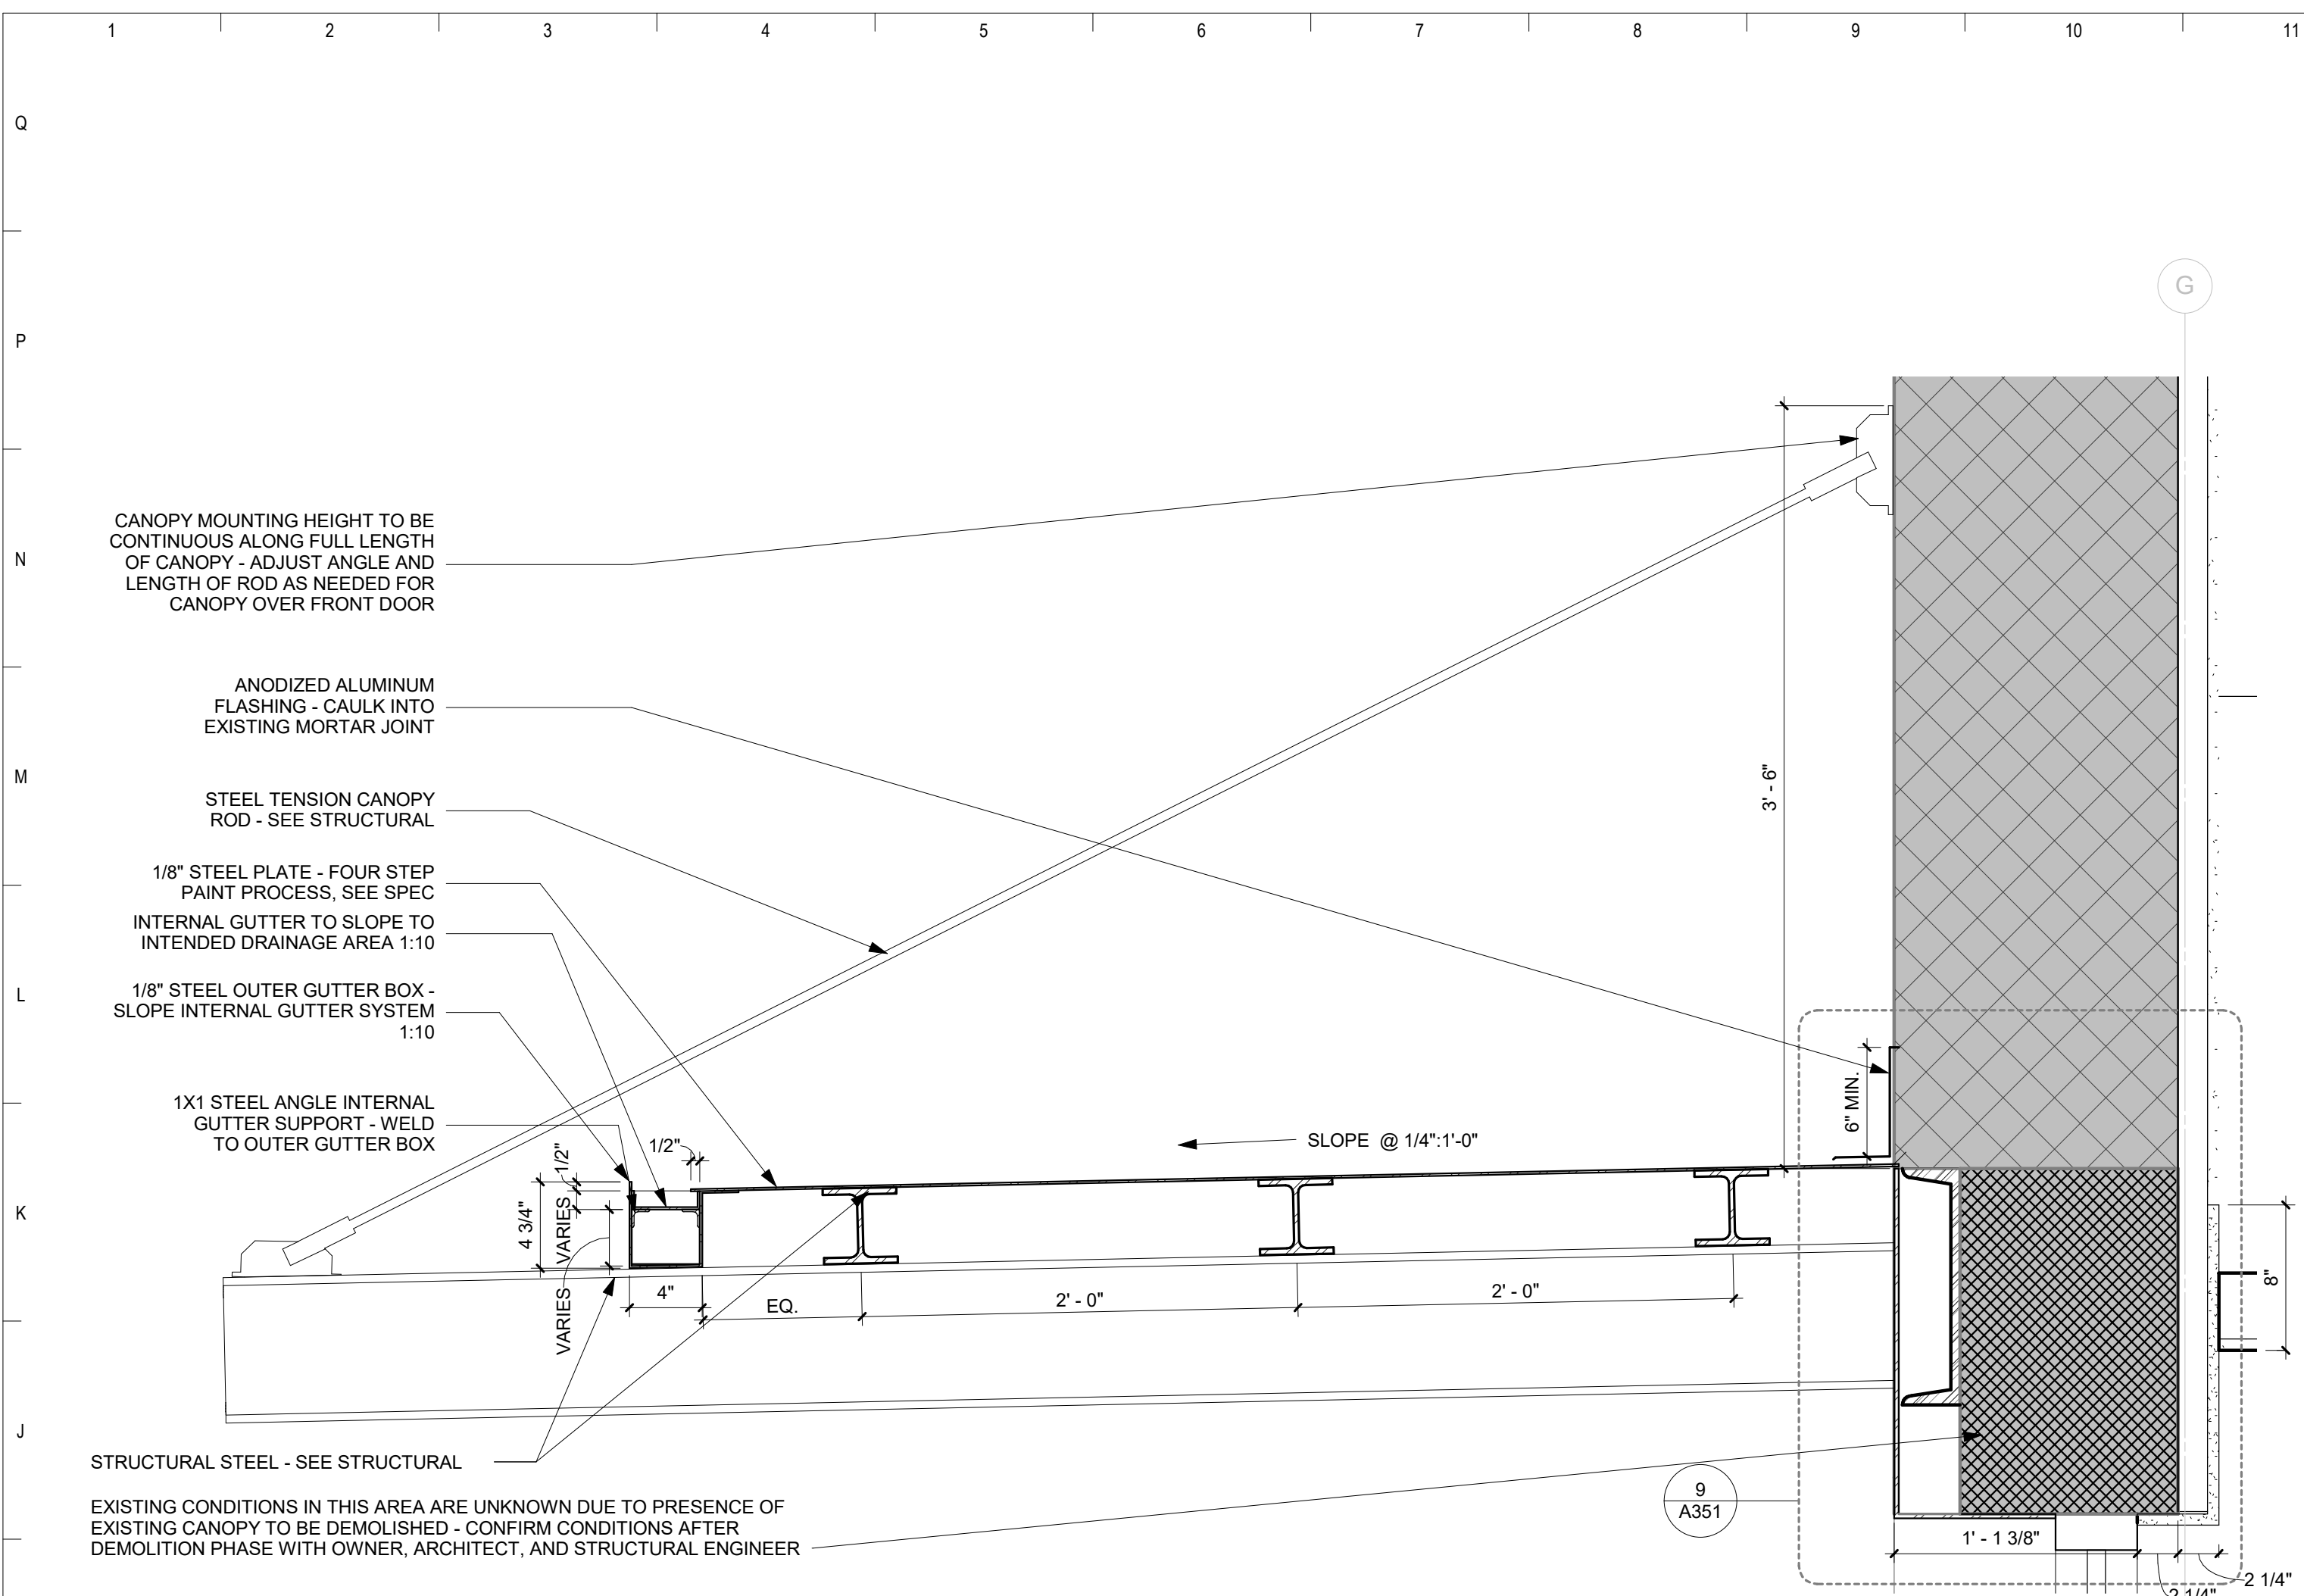 1 2 3 4 5 6 7 8 9 10 11
Q
G
P
CANOPY MOUNTING HEIGHT TO BE
CONTINUOUS ALONG FULL LENGTH
OF CANOPY - ADJUST ANGLE AND
LENGTH OF ROD AS NEEDED FOR
CANOPY OVER FRONT DOOR
N
ANODIZED ALUMINUM
FLASHING - CAULK INTO
EXISTING MORTAR JOINT
M
3' - 6"
STEEL TENSION CANOPY
ROD - SEE STRUCTURAL
1/8" STEEL PLATE - FOUR STEP
PAINT PROCESS, SEE SPEC
INTERNAL GUTTER TO SLOPE TO
INTENDED DRAINAGE AREA 1:10
L
1/8" STEEL OUTER GUTTER BOX -
SLOPE INTERNAL GUTTER SYSTEM
1:10
1X1 STEEL ANGLE INTERNAL
GUTTER SUPPORT - WELD
TO OUTER GUTTER BOX
6" MIN.
1/2"
1/2"
SLOPE @ 1/4":1'-0"
K
4 3/4"
VARIES
VARIES
4"
EQ.
2' - 0"
2' - 0"
8"
J
STRUCTURAL STEEL - SEE STRUCTURAL
9
A351
EXISTING CONDITIONS IN THIS AREA ARE UNKNOWN DUE TO PRESENCE OF
EXISTING CANOPY TO BE DEMOLISHED - CONFIRM CONDITIONS AFTER
DEMOLITION PHASE WITH OWNER, ARCHITECT, AND STRUCTURAL ENGINEER
1' - 1 3/8"
2 1/4"
2 1/4"